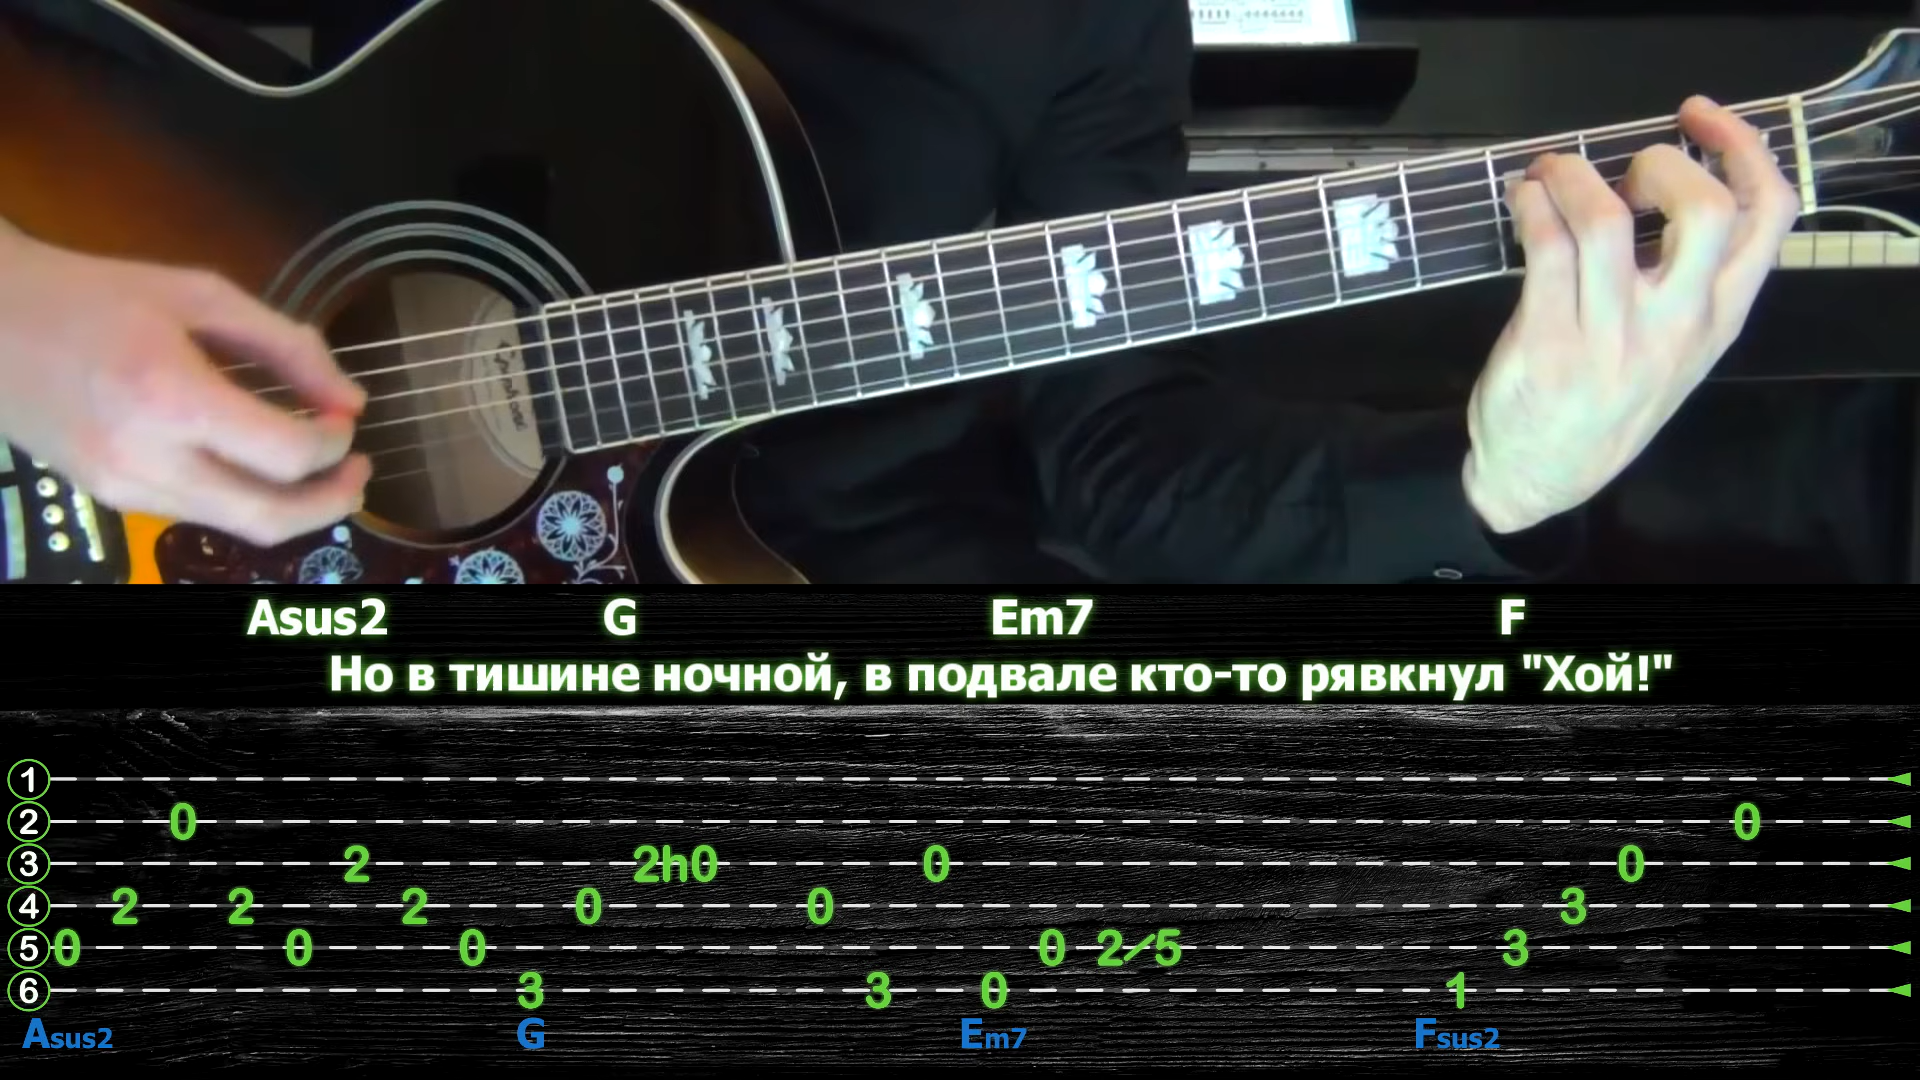 Asus2 G Em7 F
Но в тишине ночной, в подвале кто-то рявкнул "Хой!"
1
2 0 0
3 2 2h0 0 0
4 2 2 2 0 0 3
5 0 0 0 0 2/5 3
6 3 3 0 1
Asus2 G Em7 Fsus2